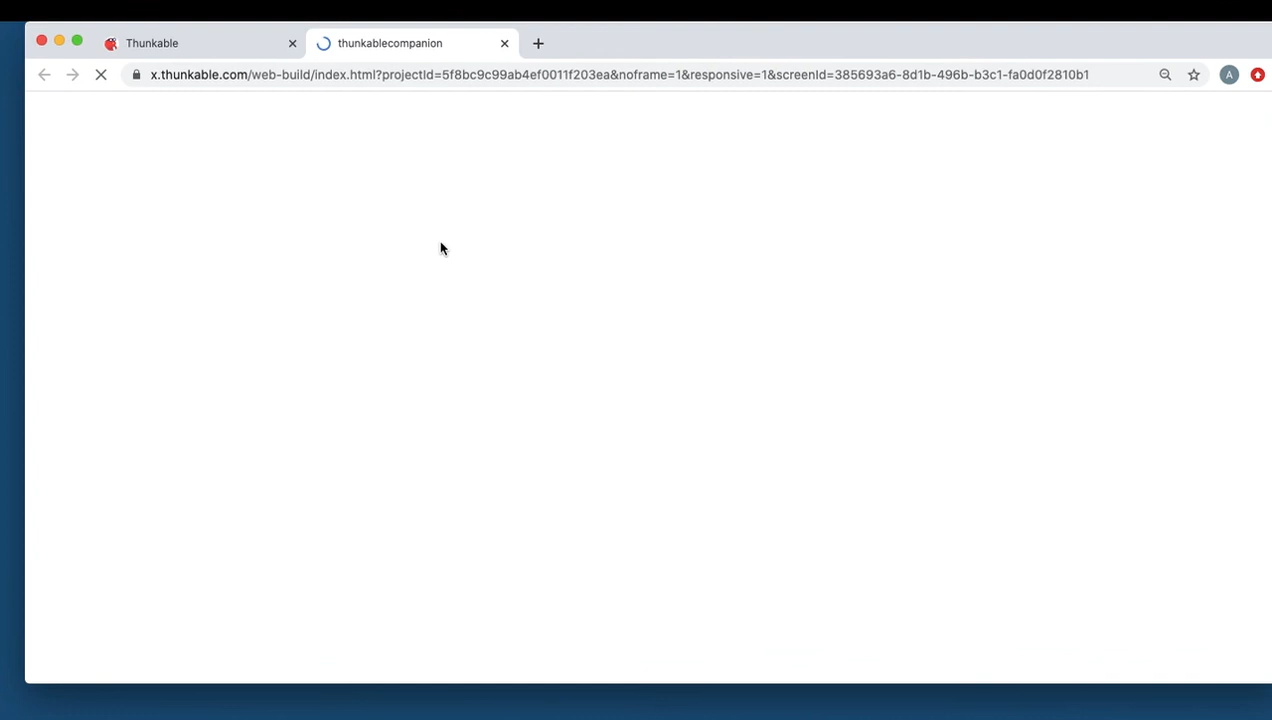 Thunkable
thunkablecompanion
x.thunkable.com/web-build/index.html?projectId=5f8bc9c99ab4ef0011f203ea&noframe=1&responsive=1&screenId=385693a6-8d1b-496b-b3c1-fa0d0f2810b1
A